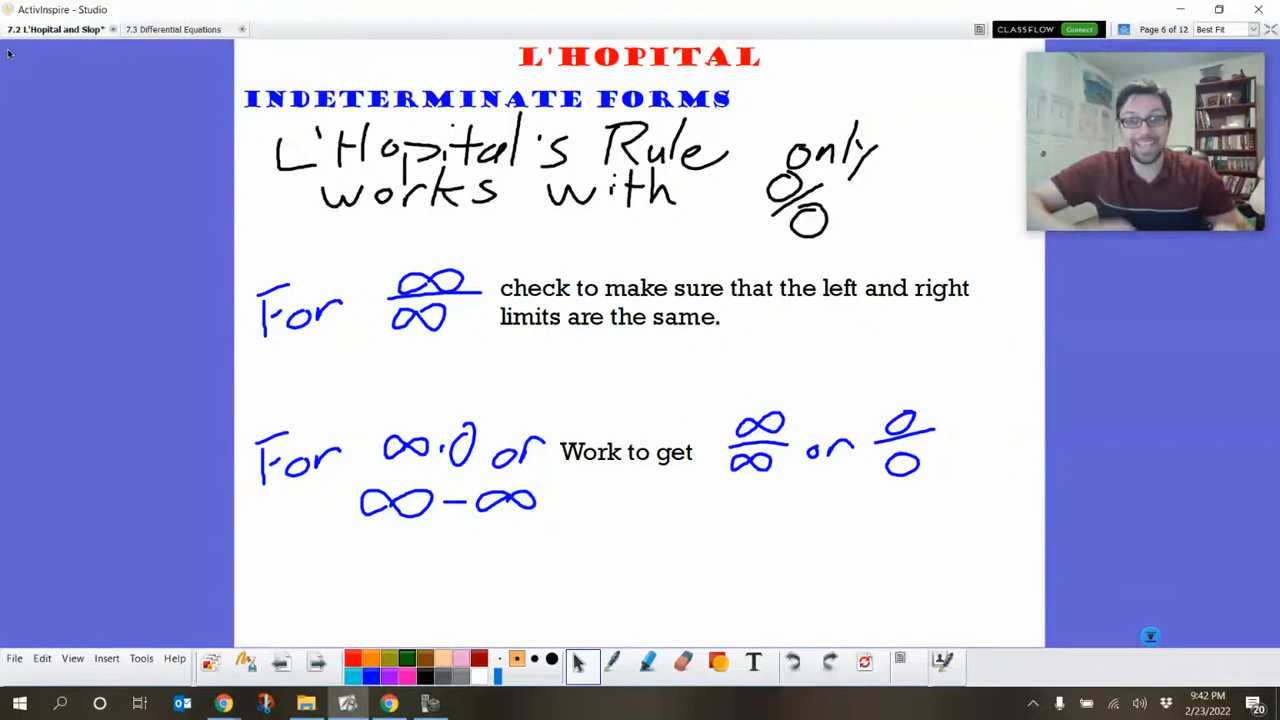 ActivInspire - Studio
7.2 L'Hopital and Slop*
7.3 Differential Equations
CLASSFLOW Connect
Page 6 of 12
Best Fit
L'HOPITAL
INDETERMINATE FORMS
L'Hopital's Rule only
works with 0/0
For ∞/∞ check to make sure that the left and right
limits are the same.
For ∞·0 or Work to get ∞/∞ or 0/0
∞-∞
File Edit View Insert Tools Help
T
9:42 PM
2/23/2022
20